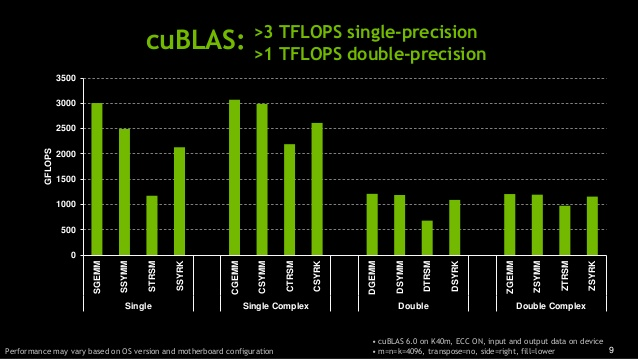 cuBLAS:
>3 TFLOPS single-precision
>1 TFLOPS double-precision
GFLOPS
3500
3000
2500
2000
1500
1000
500
0
SGEMM
SSYMM
STRSM
SSYRK
CGEMM
CSYMM
CTRSM
CSYRK
DGEMM
DSYMM
DTRSM
DSYRK
ZGEMM
ZSYMM
ZTRSM
ZSYRK
Single
Single Complex
Double
Double Complex
Performance may vary based on OS version and motherboard configuration
• cuBLAS 6.0 on K40m, ECC ON, input and output data on device
• m=n=k=4096, transpose=no, side=right, fill=lower
9